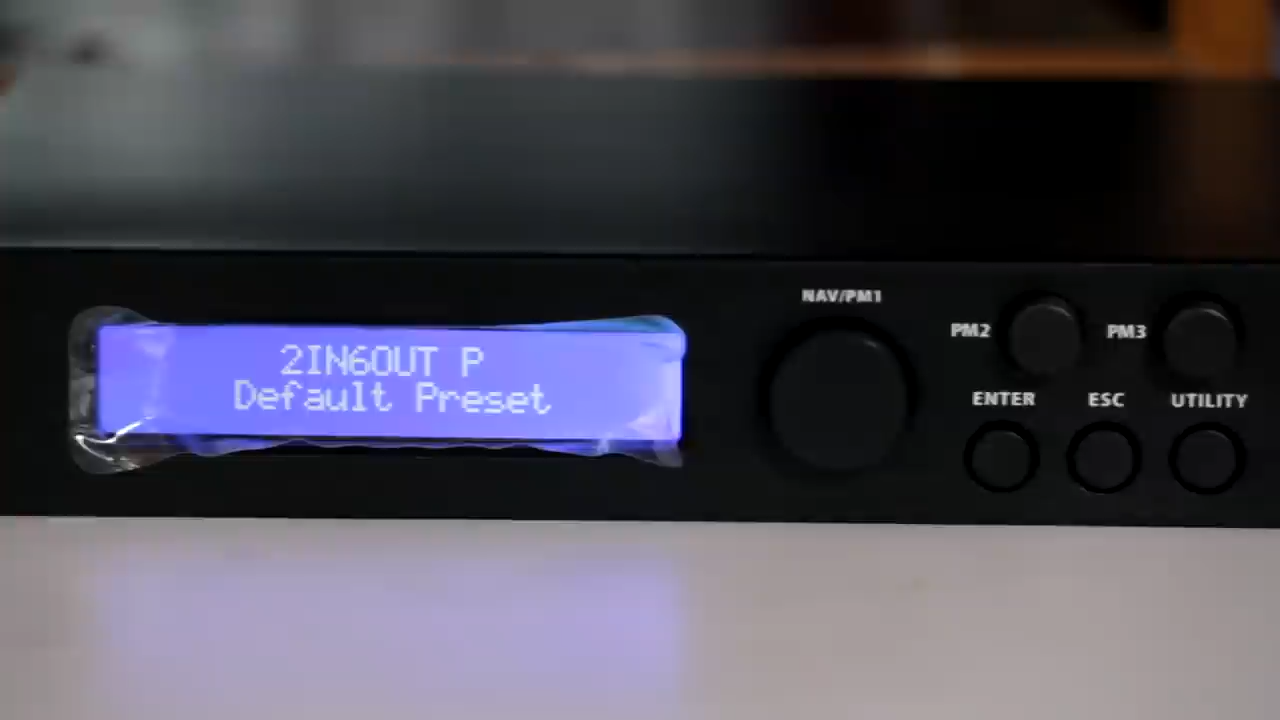 2IN6OUT P
Default Preset
NAV/PM1
PM2
PM3
ENTER
ESC
UTILITY